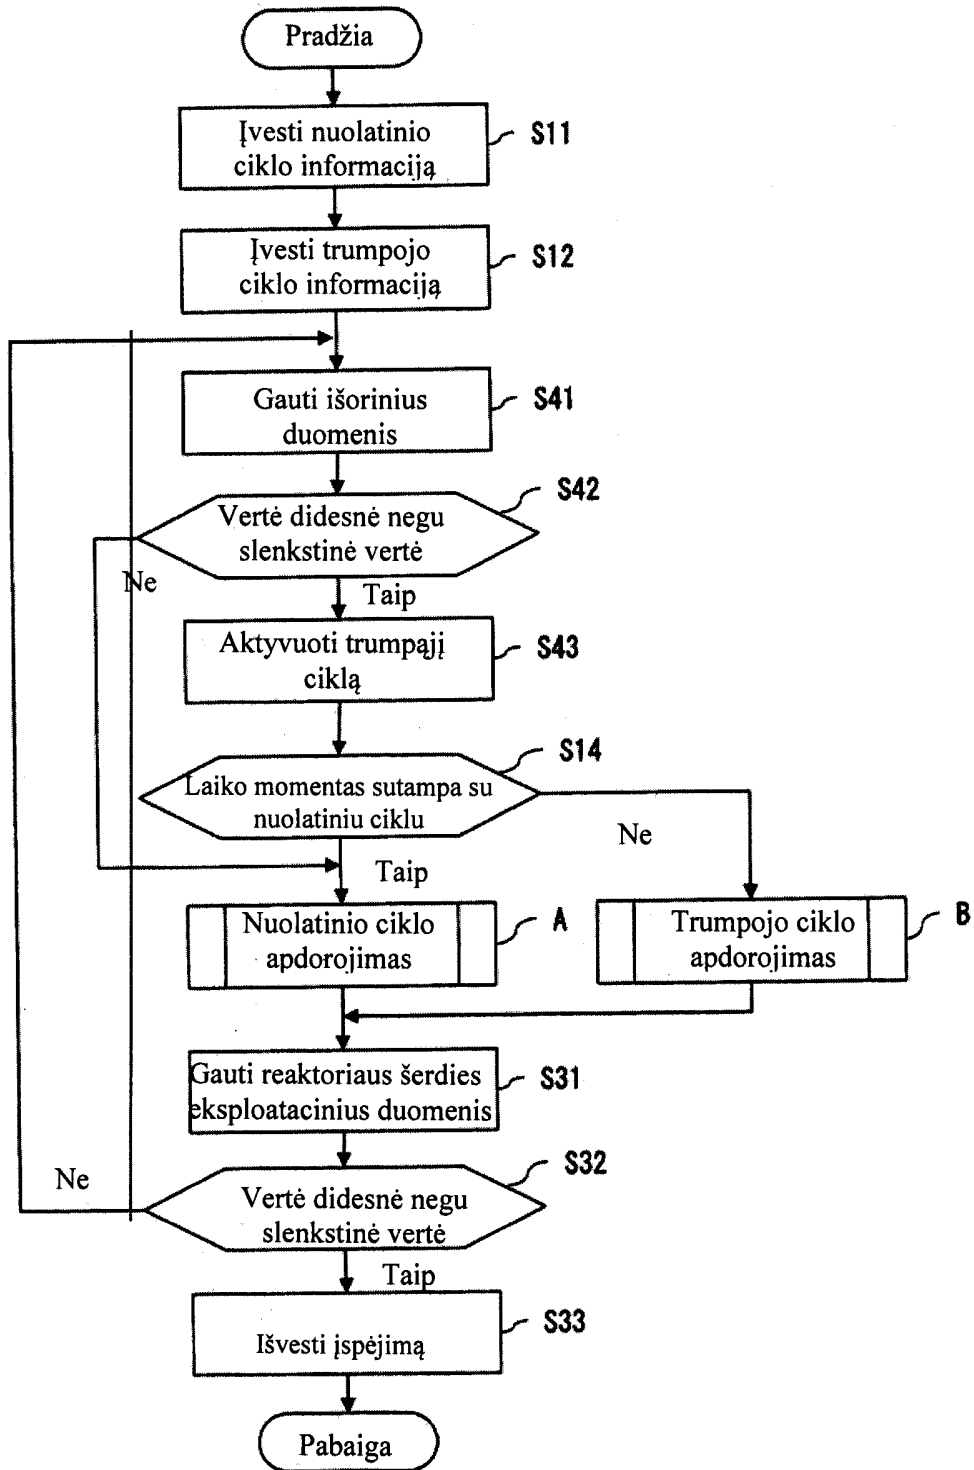 Pradžia
Įvesti nuolatinio
ciklo informaciją
S11
Įvesti trumpojo
ciklo informaciją
S12
Gauti išorinius
duomenis
S41
Vertė didesnė negu
slenkstinė vertė
S42
Ne
Taip
Aktyvuoti trumpąjį
ciklą
S43
Laiko momentas sutampa su
nuolatiniu ciklu
S14
Ne
Taip
Nuolatinio ciklo
apdorojimas
A
Trumpojo ciklo
apdorojimas
B
Gauti reaktoriaus šerdies
eksploatacinius duomenis
S31
Vertė didesnė negu
slenkstinė vertė
S32
Ne
Taip
Išvesti įspėjimą
S33
Pabaiga